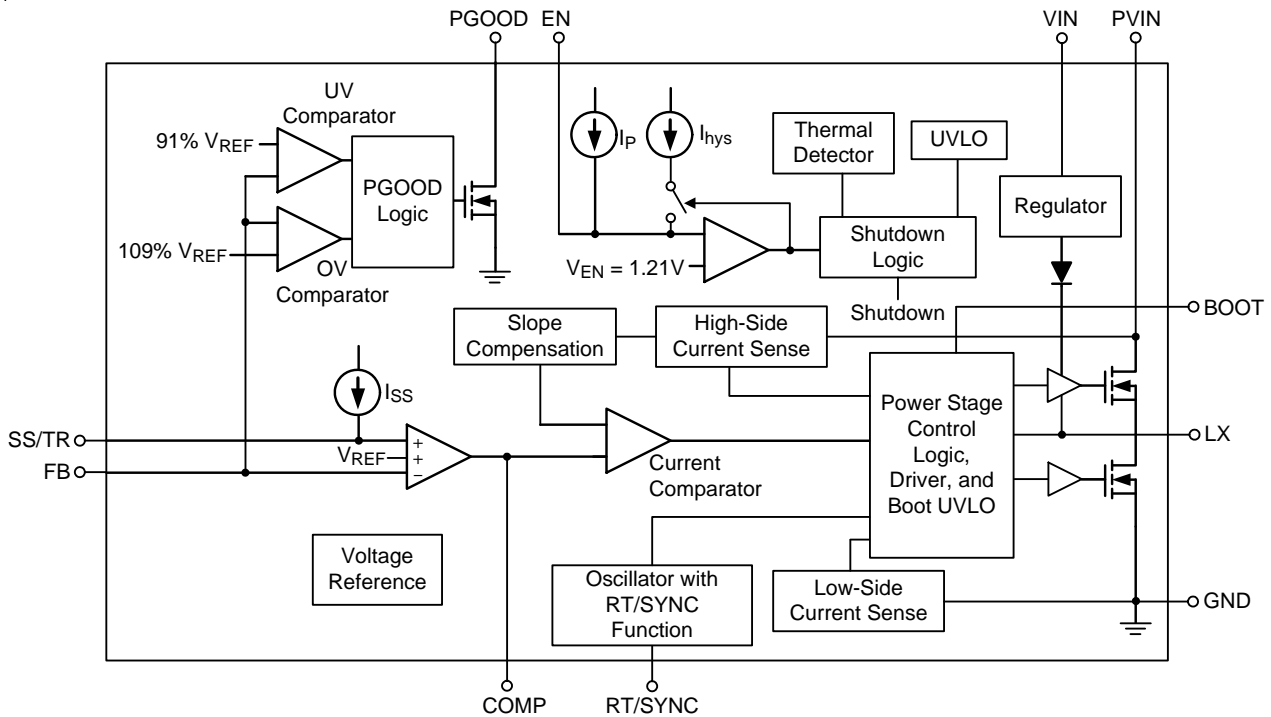 PGOOD
EN
VIN
PVIN
UV
Comparator
91% VREF
PGOOD
Logic
109% VREF
OV
Comparator
IP
Ihys
Thermal
Detector
UVLO
Regulator
Shutdown
Logic
VEN = 1.21V
Shutdown
BOOT
Slope
Compensation
High-Side
Current Sense
ISS
Power Stage
Control
Logic,
Driver, and
Boot UVLO
SS/TR
+
VREF
+
FB
−
Current
Comparator
LX
Voltage
Reference
Oscillator with
RT/SYNC
Function
Low-Side
Current Sense
GND
COMP
RT/SYNC